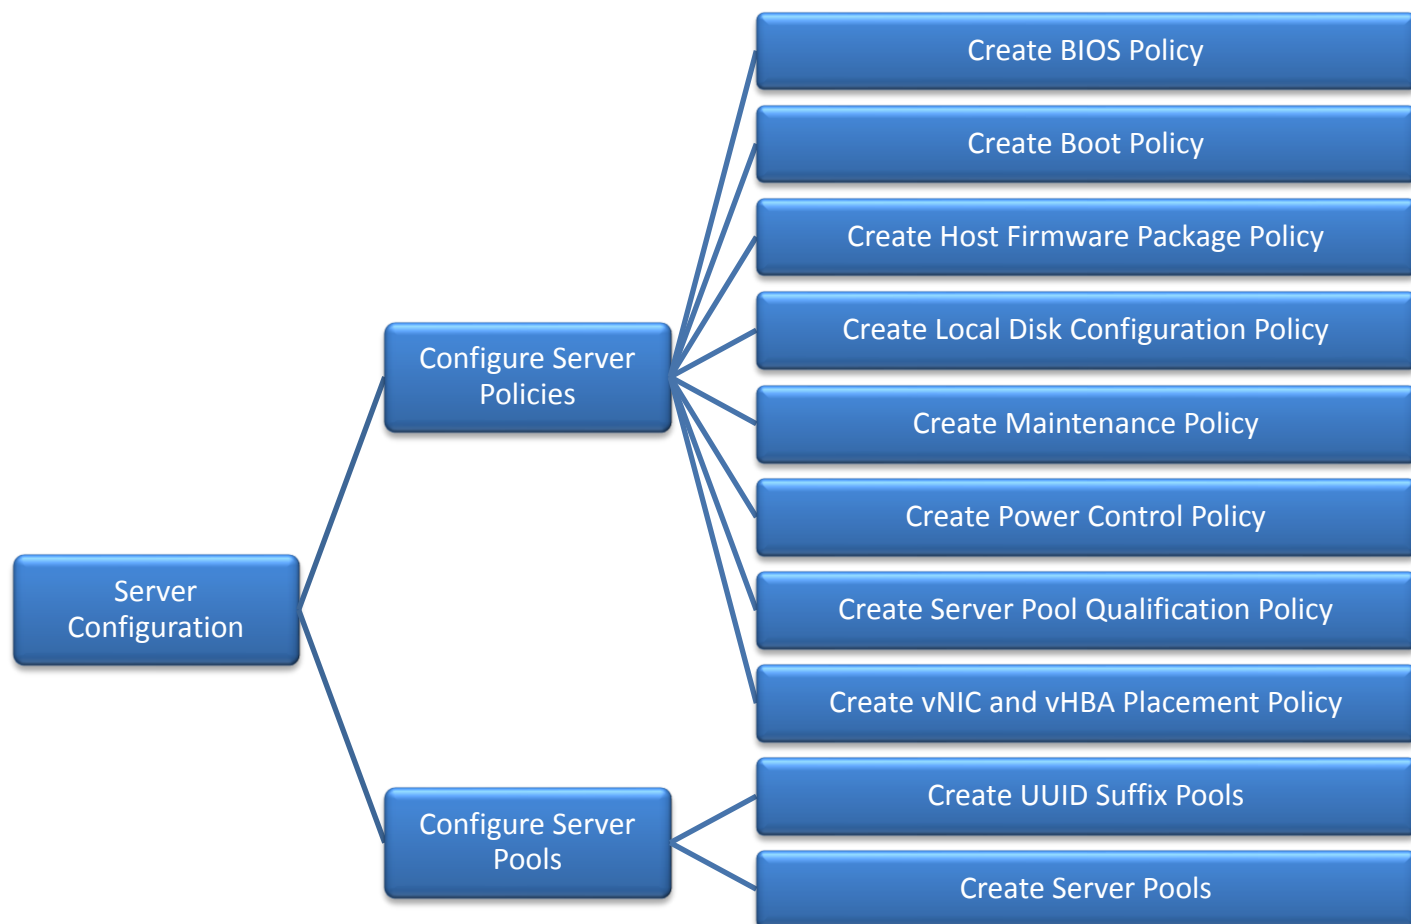 Create BIOS Policy
Create Boot Policy
Create Host Firmware Package Policy
Create Local Disk Configuration Policy
Configure Server
Policies
Create Maintenance Policy
Create Power Control Policy
Server
Configuration
Create Server Pool Qualification Policy
Create vNIC and vHBA Placement Policy
Create UUID Suffix Pools
Configure Server
Pools
Create Server Pools